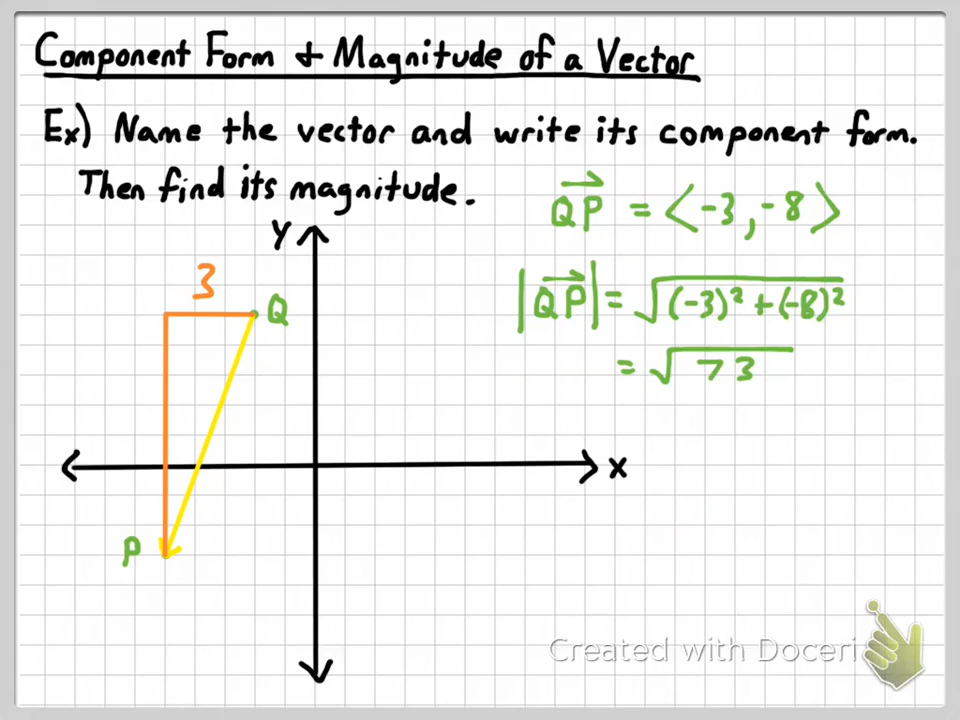 Component Form + Magnitude of a Vector
Ex) Name the vector and write its component form.
Then find its magnitude.
QP⃗ = ⟨-3, -8⟩
|QP⃗| = √((-3)² + (-8)²)
= √73
Y
3
Q
X
P
Created with Doceri